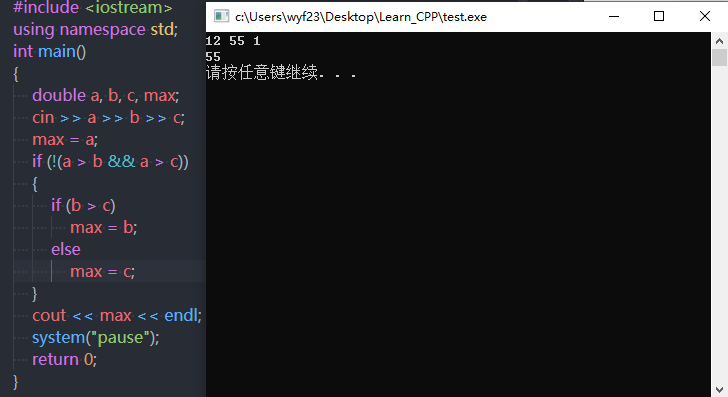 #include <iostream>
using namespace std;
int main()
{
double a, b, c, max;
cin >> a >> b >> c;
max = a;
if (!(a > b && a > c))
{
if (b > c)
max = b;
else
max = c;
}
cout << max << endl;
system("pause");
return 0;
}
c:\Users\wyf23\Desktop\Learn_CPP\test.exe
12 55 1
55
请按任意键继续. . .